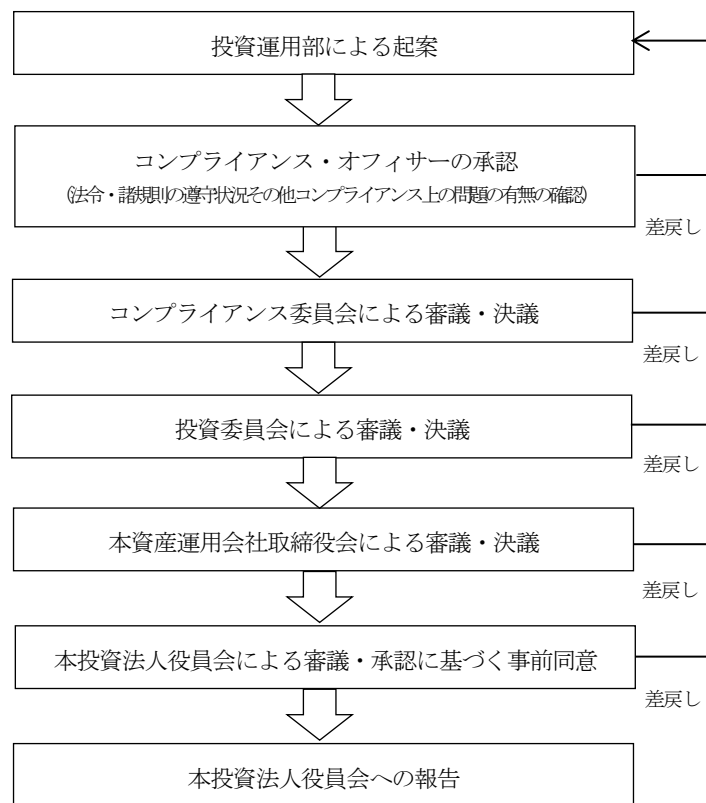 投資運用部による起案
コンプライアンス・オフィサーの承認
(法令・諸規則の遵守状況その他コンプライアンス上の問題の有無の確認)
差戻し
コンプライアンス委員会による審議・決議
差戻し
投資委員会による審議・決議
差戻し
本資産運用会社取締役会による審議・決議
差戻し
本投資法人役員会による審議・承認に基づく事前同意
差戻し
本投資法人役員会への報告